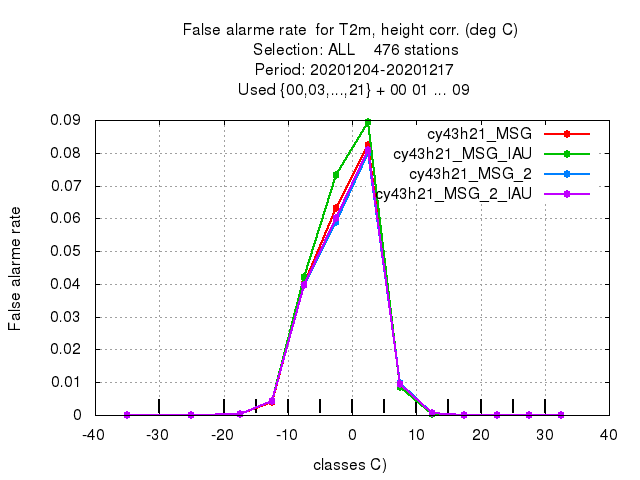 False alarme rate  for T2m, height corr. (deg C)
Selection: ALL    476 stations
Period: 20201204-20201217
Used {00,03,...,21} + 00 01 ... 09
cy43h21_MSG
cy43h21_MSG_IAU
cy43h21_MSG_2
cy43h21_MSG_2_IAU
False alarme rate
0.09
0.08
0.07
0.06
0.05
0.04
0.03
0.02
0.01
0
-40 -30 -20 -10 0 10 20 30 40
classes C)